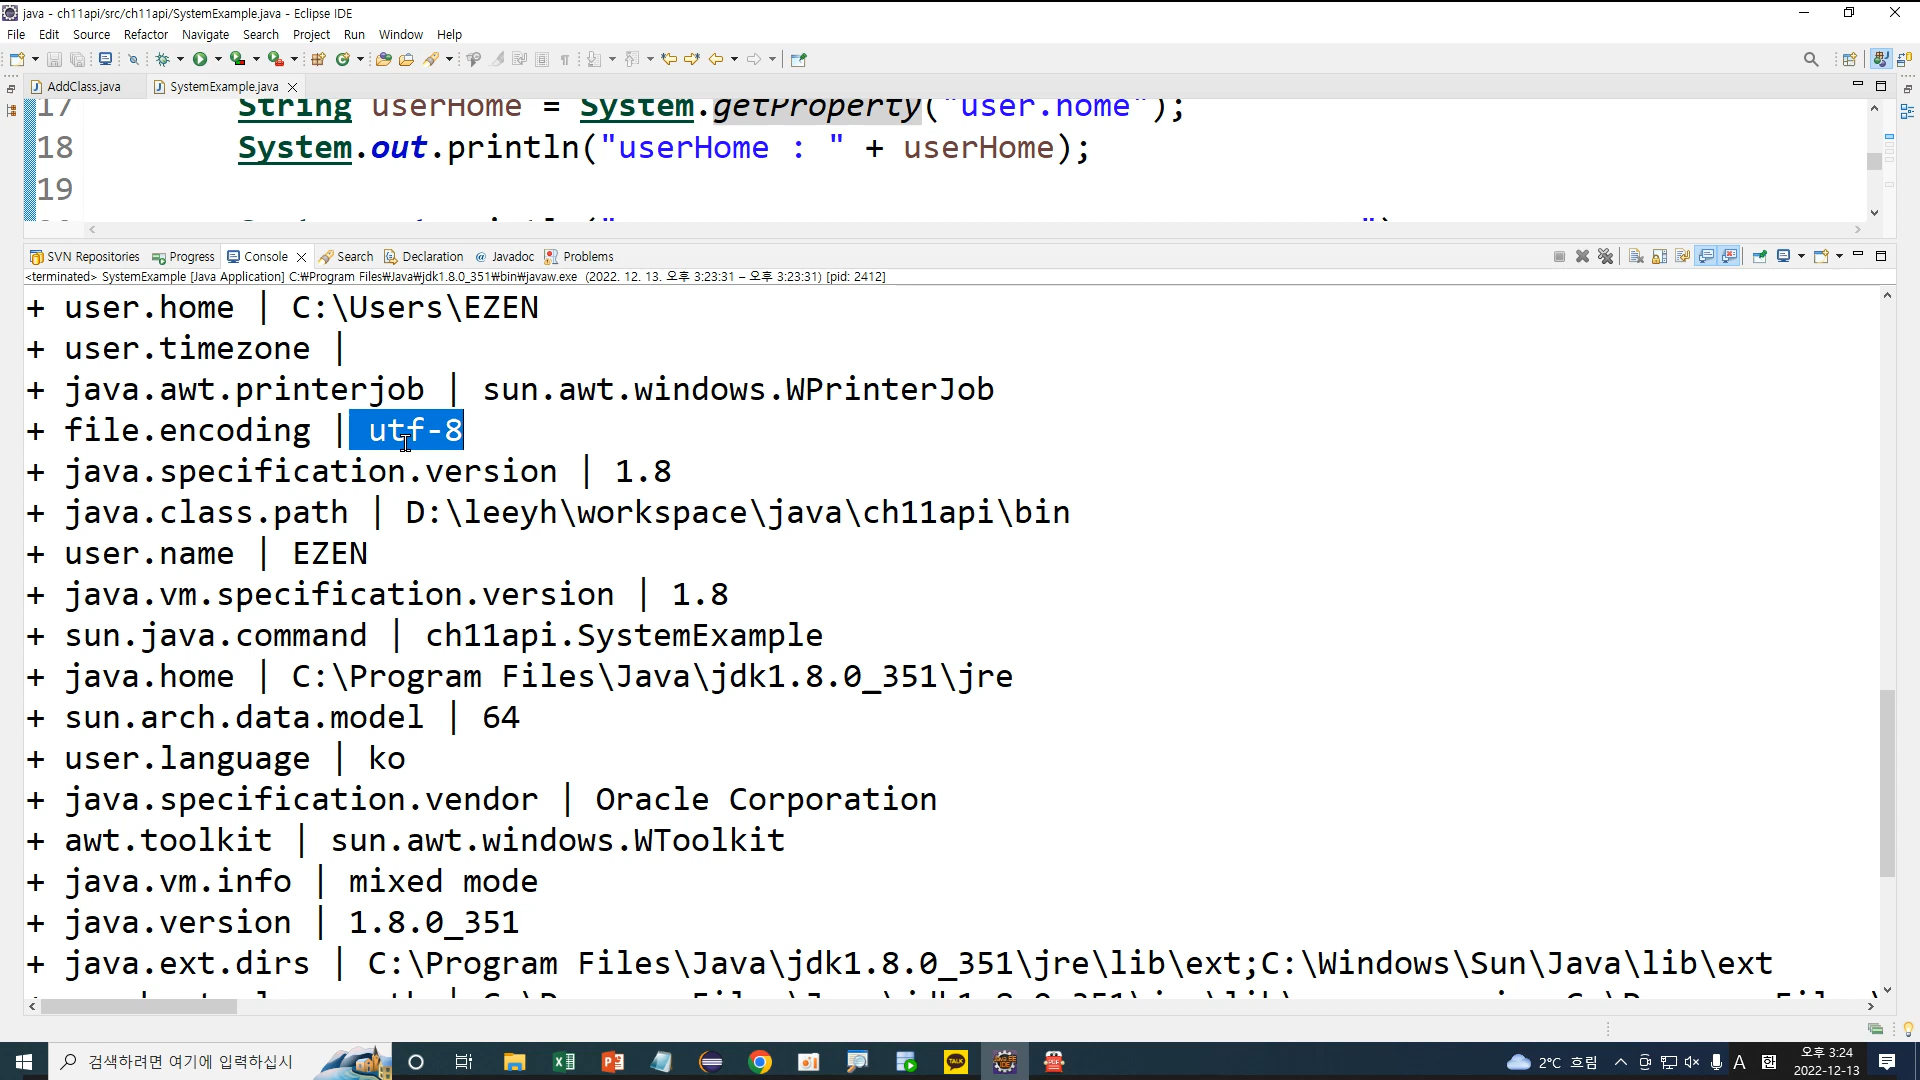 java - ch11api/src/ch11api/SystemExample.java - Eclipse IDE
File Edit Source Refactor Navigate Search Project Run Window Help
AddClass.java SystemExample.java
17 String userHome = System.getProperty("user.home");
18 System.out.println("userHome : " + userHome);
19
SVN Repositories Progress Console Search Declaration Javadoc Problems
<terminated> SystemExample [Java Application] C:₩Program Files₩Java₩jdk1.8.0_351₩bin₩javaw.exe (2022. 12. 13. 오후 3:23:31 – 오후 3:23:31) [pid: 2412]
+ user.home | C:\Users\EZEN
+ user.timezone |
+ java.awt.printerjob | sun.awt.windows.WPrinterJob
+ file.encoding | utf-8
+ java.specification.version | 1.8
+ java.class.path | D:\leeyh\workspace\java\ch11api\bin
+ user.name | EZEN
+ java.vm.specification.version | 1.8
+ sun.java.command | ch11api.SystemExample
+ java.home | C:\Program Files\Java\jdk1.8.0_351\jre
+ sun.arch.data.model | 64
+ user.language | ko
+ java.specification.vendor | Oracle Corporation
+ awt.toolkit | sun.awt.windows.WToolkit
+ java.vm.info | mixed mode
+ java.version | 1.8.0_351
+ java.ext.dirs | C:\Program Files\Java\jdk1.8.0_351\jre\lib\ext;C:\Windows\Sun\Java\lib\ext
검색하려면 여기에 입력하십시
TALK
2°C 흐림
A
오후 3:24
2022-12-13